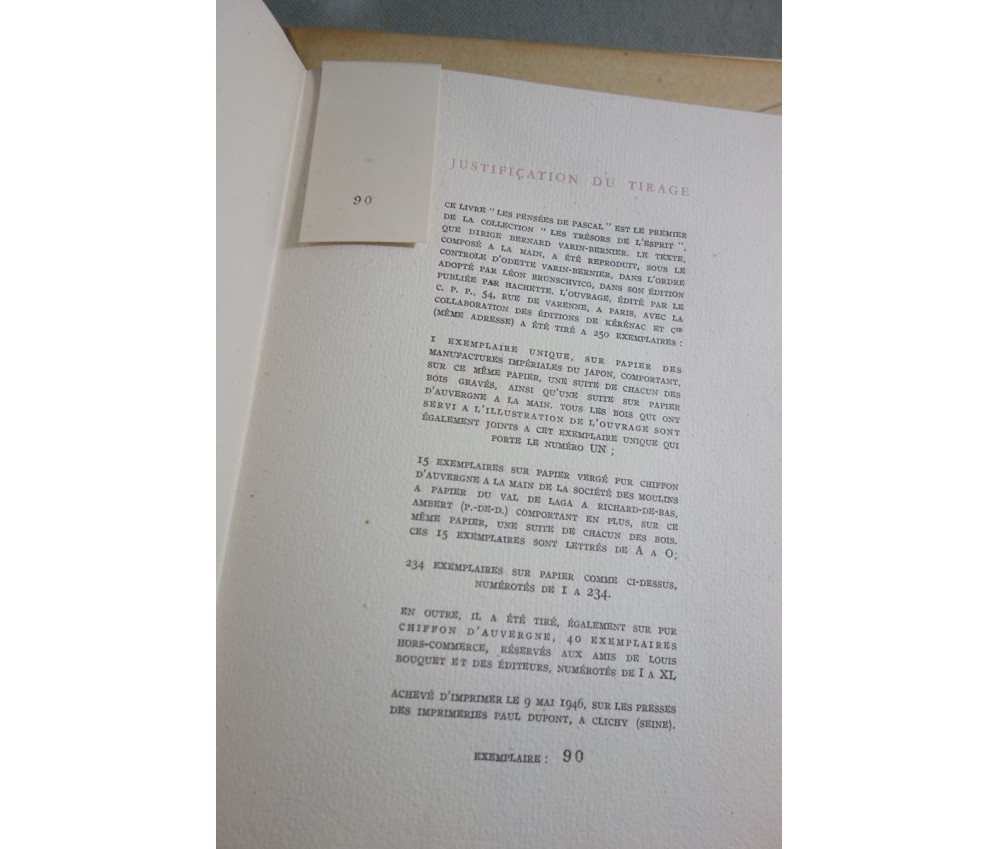 90
JUSTIFICATION DU TIRAGE
CE LIVRE " LES PENSÉES DE PASCAL " EST LE PREMIER
DE LA COLLECTION " LES TRÉSORS DE L'ESPRIT ",
QUE DIRIGE BERNARD VARIN-BERNIER. LE TEXTE,
COMPOSÉ A LA MAIN, A ÉTÉ REPRODUIT, SOUS LE
CONTROLE D'ODETTE VARIN-BERNIER, DANS L'ORDRE
ADOPTÉ PAR LÉON BRUNSCHVICG, DANS SON ÉDITION
PUBLIÉE PAR HACHETTE. L'OUVRAGE, ÉDITÉ PAR LE
C. P. P., 54, RUE DE VARENNE, A PARIS, AVEC LA
COLLABORATION DES ÉDITIONS DE KÉRÉNAC ET Cie
(MÊME ADRESSE) A ÉTÉ TIRÉ A 250 EXEMPLAIRES :
1 EXEMPLAIRE UNIQUE, SUR PAPIER DES
MANUFACTURES IMPÉRIALES DU JAPON, COMPORTANT,
SUR CE MÊME PAPIER, UNE SUITE DE CHACUN DES
BOIS GRAVÉS, AINSI QU'UNE SUITE SUR PAPIER
D'AUVERGNE A LA MAIN. TOUS LES BOIS QUI ONT
SERVI A L'ILLUSTRATION DE L'OUVRAGE SONT
ÉGALEMENT JOINTS A CET EXEMPLAIRE UNIQUE QUI
PORTE LE NUMÉRO UN ;
15 EXEMPLAIRES SUR PAPIER VERGÉ PUR CHIFFON
D'AUVERGNE A LA MAIN DE LA SOCIÉTÉ DES MOULINS
A PAPIER DU VAL DE LAGA A RICHARD-DE-BAS,
AMBERT (P.-DE-D.) COMPORTANT EN PLUS, SUR CE
MÊME PAPIER, UNE SUITE DE CHACUN DES BOIS.
CES 15 EXEMPLAIRES SONT LETTRÉS DE A A O;
234 EXEMPLAIRES SUR PAPIER COMME CI-DESSUS,
NUMÉROTÉS DE 1 A 234.
EN OUTRE, IL A ÉTÉ TIRÉ, ÉGALEMENT SUR PUR
CHIFFON D'AUVERGNE, 40 EXEMPLAIRES
HORS-COMMERCE, RÉSERVÉS AUX AMIS DE LOUIS
BOUQUET ET DES ÉDITEURS, NUMÉROTÉS DE I A XL
ACHEVÉ D'IMPRIMER LE 9 MAI 1946, SUR LES PRESSES
DES IMPRIMERIES PAUL DUPONT, A CLICHY (SEINE).
EXEMPLAIRE : 90